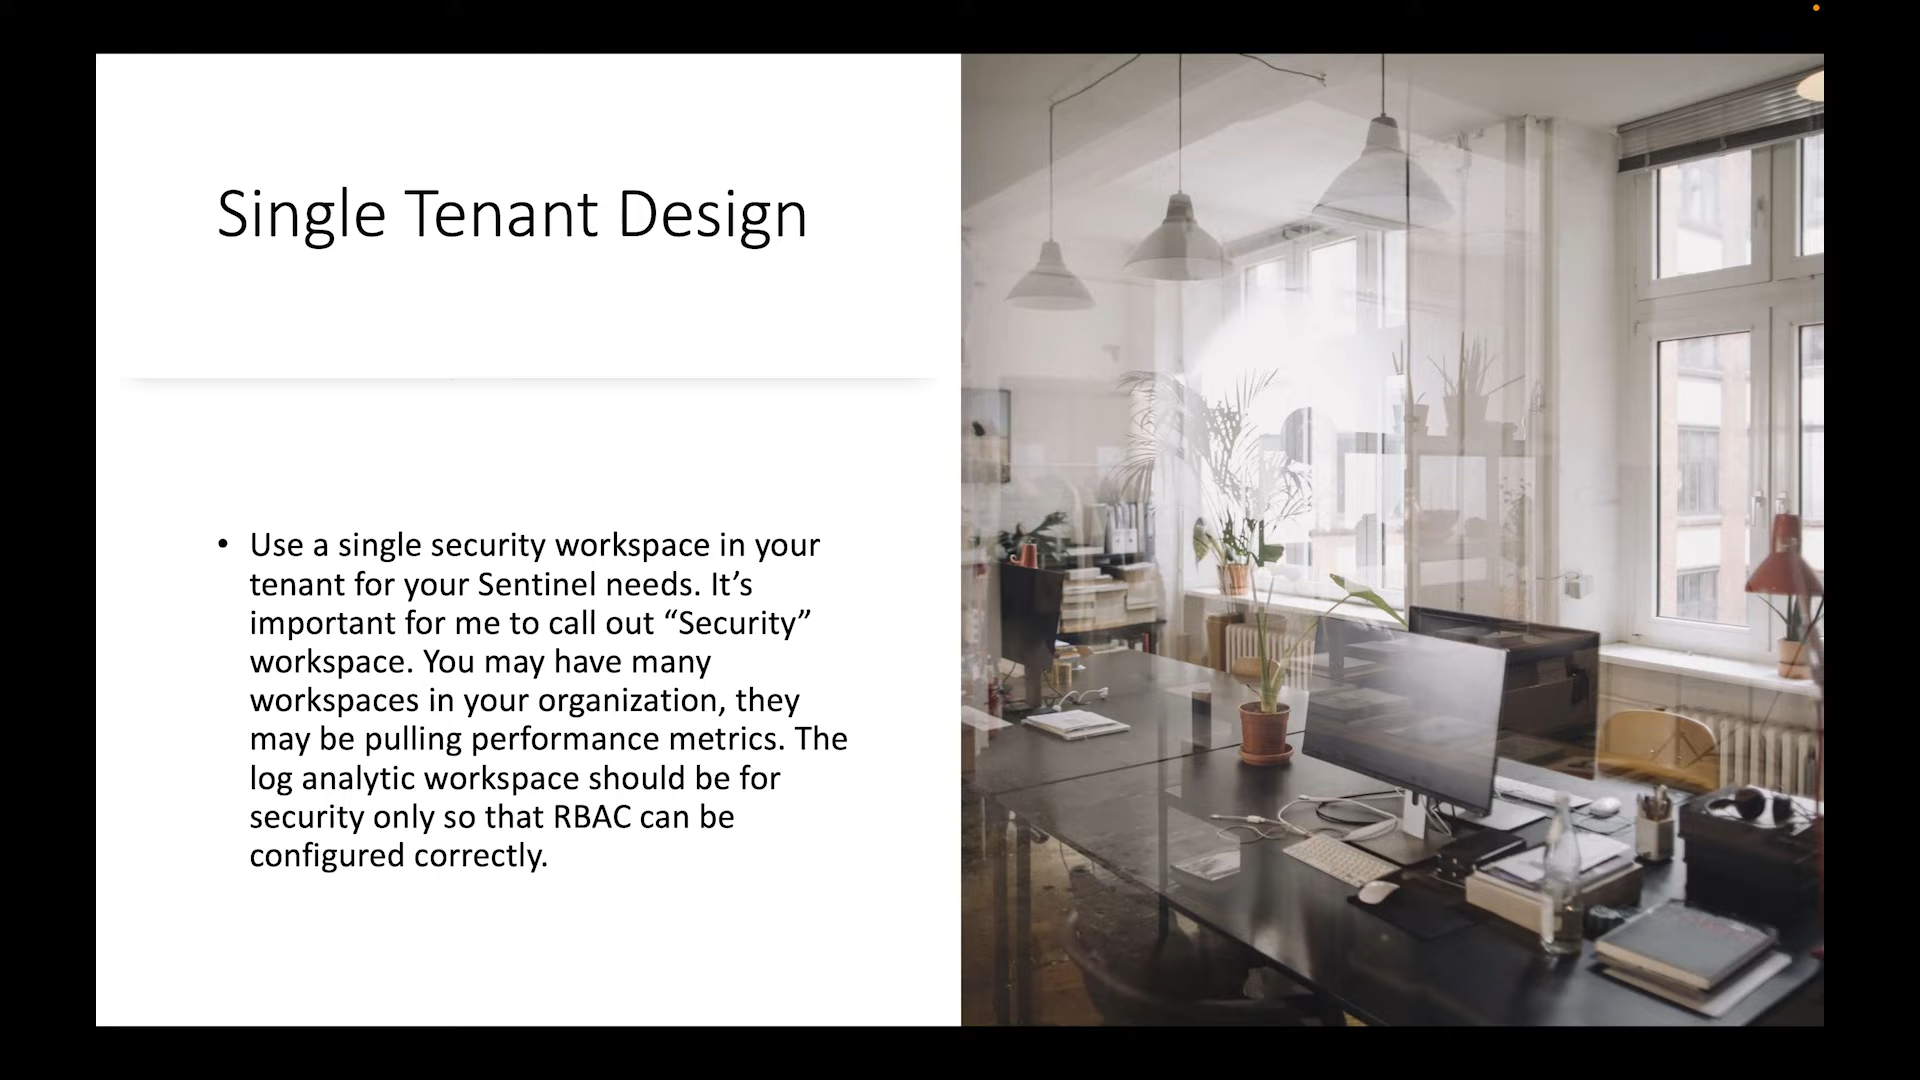 Single Tenant Design
• Use a single security workspace in your
tenant for your Sentinel needs. It’s
important for me to call out “Security”
workspace. You may have many
workspaces in your organization, they
may be pulling performance metrics. The
log analytic workspace should be for
security only so that RBAC can be
configured correctly.